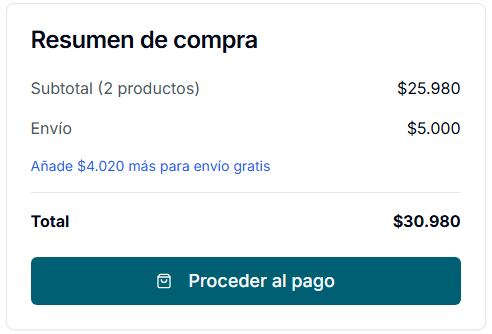 Resumen de compra
Subtotal (2 productos) $25.980
Envío $5.000
Añade $4.020 más para envío gratis
Total $30.980
Proceder al pago